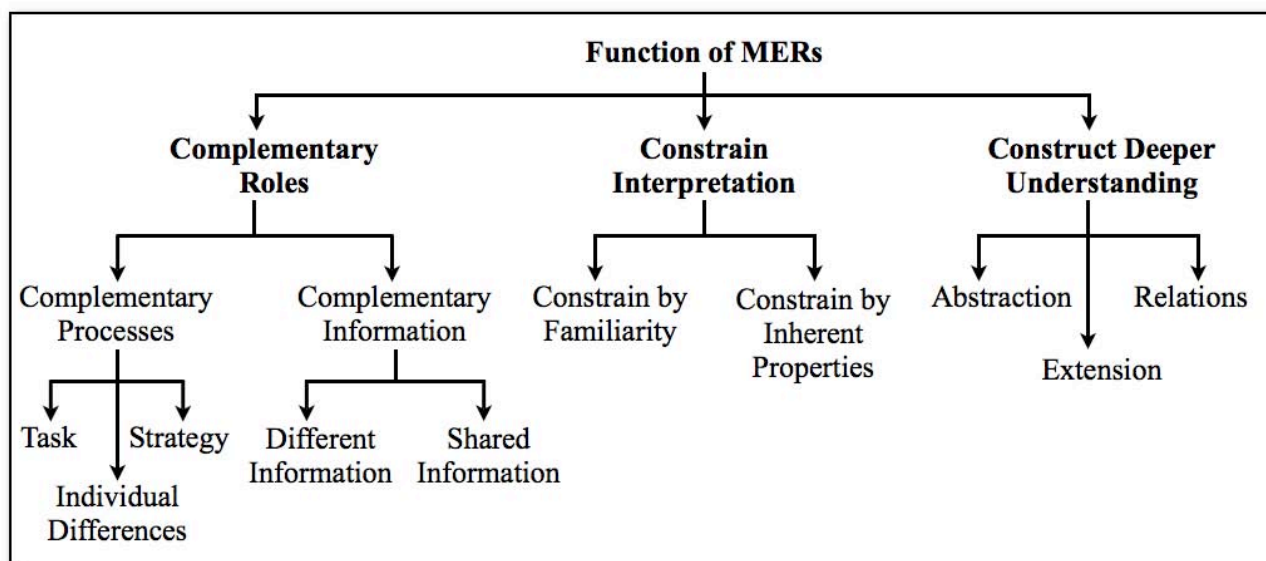 Function of MERs
Complementary
Roles
Constrain
Interpretation
Construct Deeper
Understanding
Complementary
Processes
Complementary
Information
Constrain by
Familiarity
Constrain by
Inherent
Properties
Abstraction
Relations
Extension
Task
Strategy
Individual
Differences
Different
Information
Shared
Information